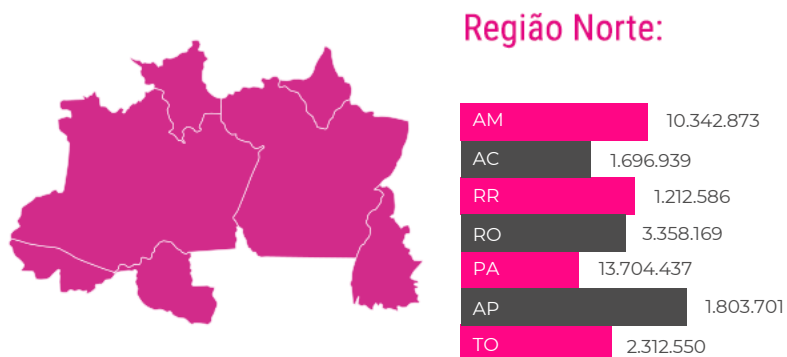 Região Norte:
AM 10.342.873
AC 1.696.939
RR 1.212.586
RO 3.358.169
PA 13.704.437
AP 1.803.701
TO 2.312.550